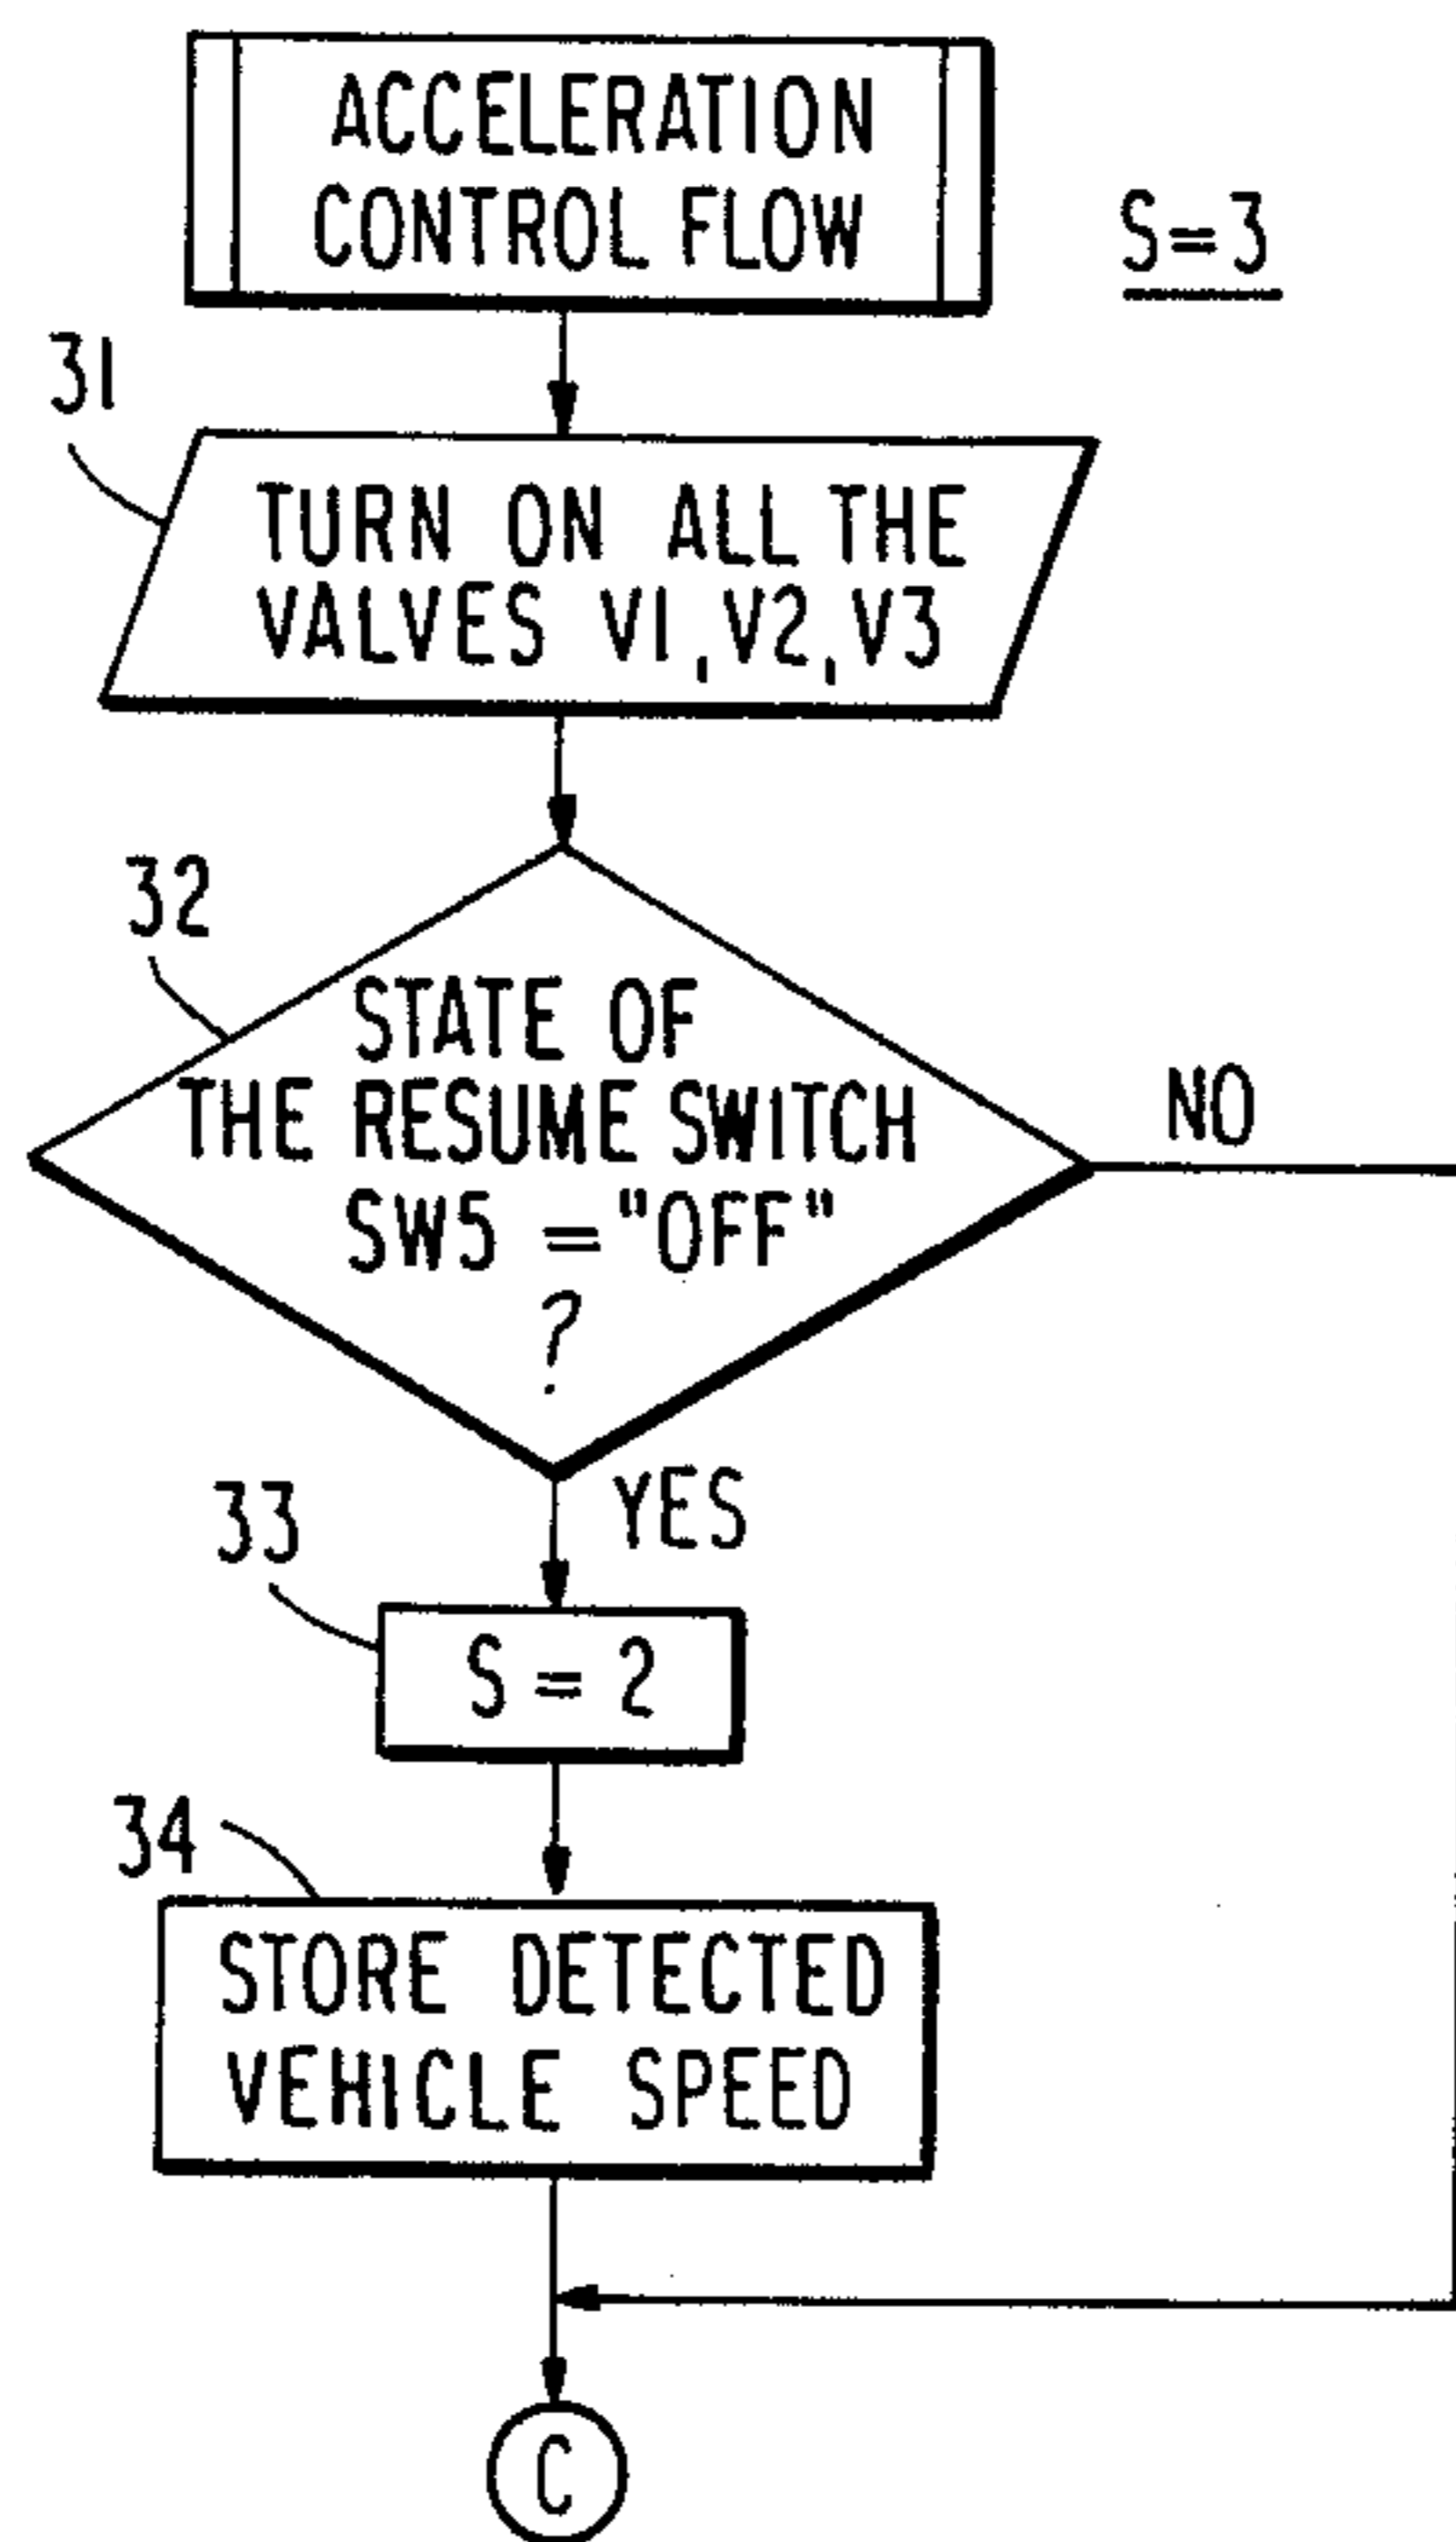 ACCELERATION
CONTROL FLOW
S=3
31
TURN ON ALL THE
VALVES V1,V2,V3
32
STATE OF
THE RESUME SWITCH
SW5 ="OFF"
?
NO
YES
33
S = 2
34
STORE DETECTED
VEHICLE SPEED
C